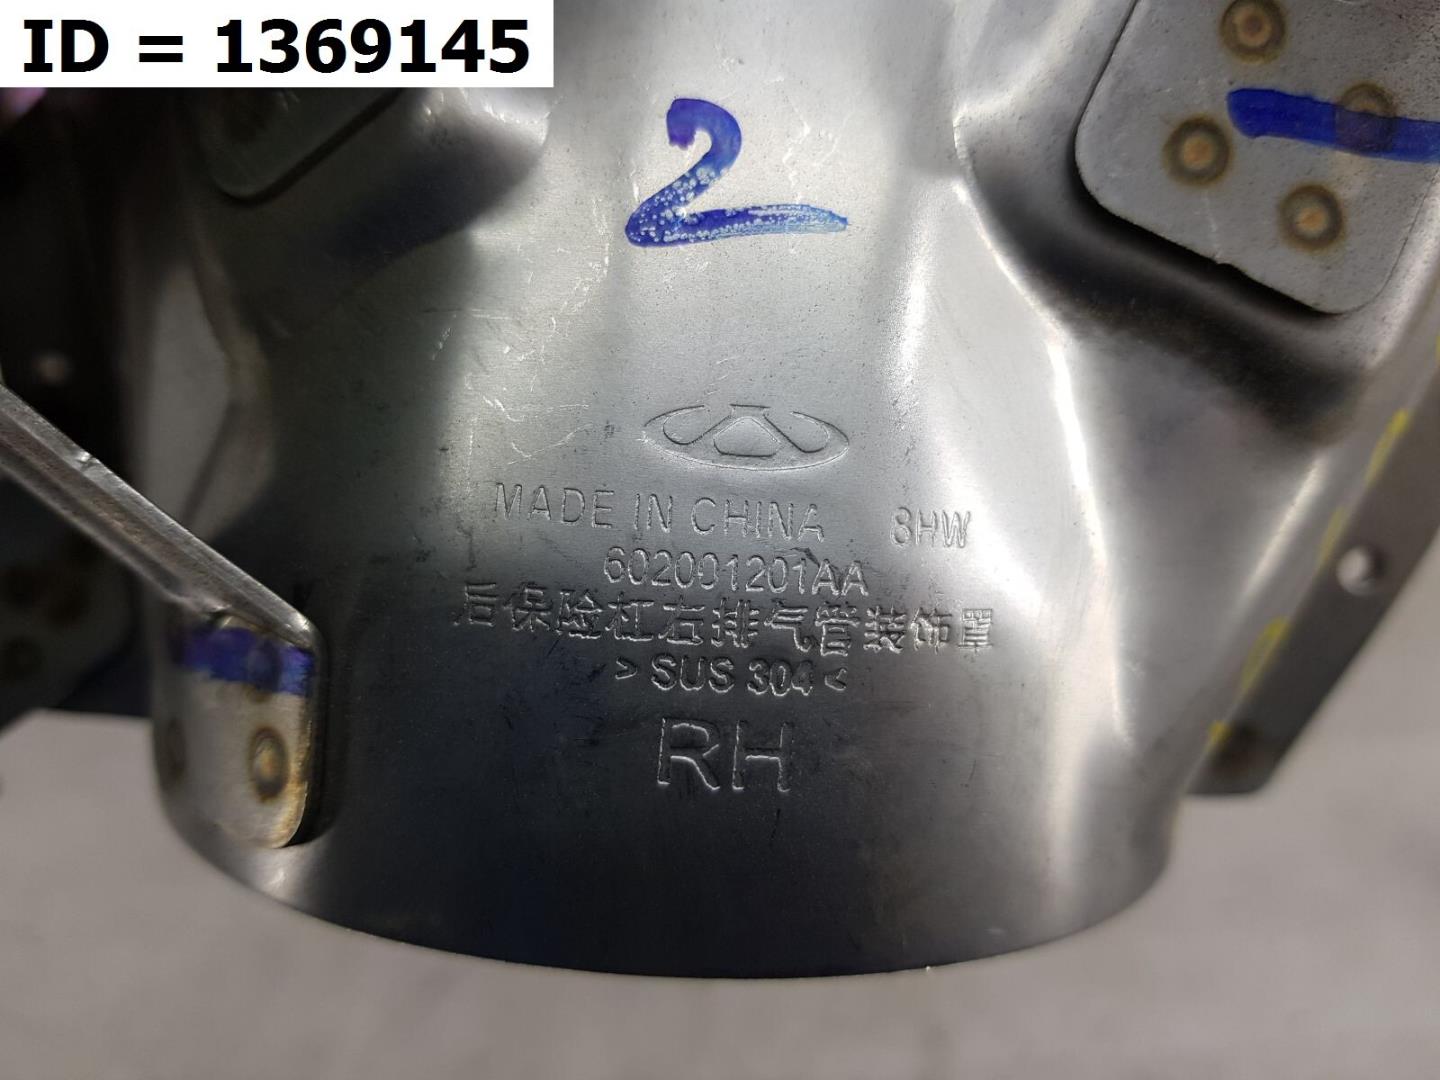 ID = 1369145
2
MADE IN CHINA 8HW
602001201AA
后保险杠右排气管装饰罩
> SUS 304 <
RH